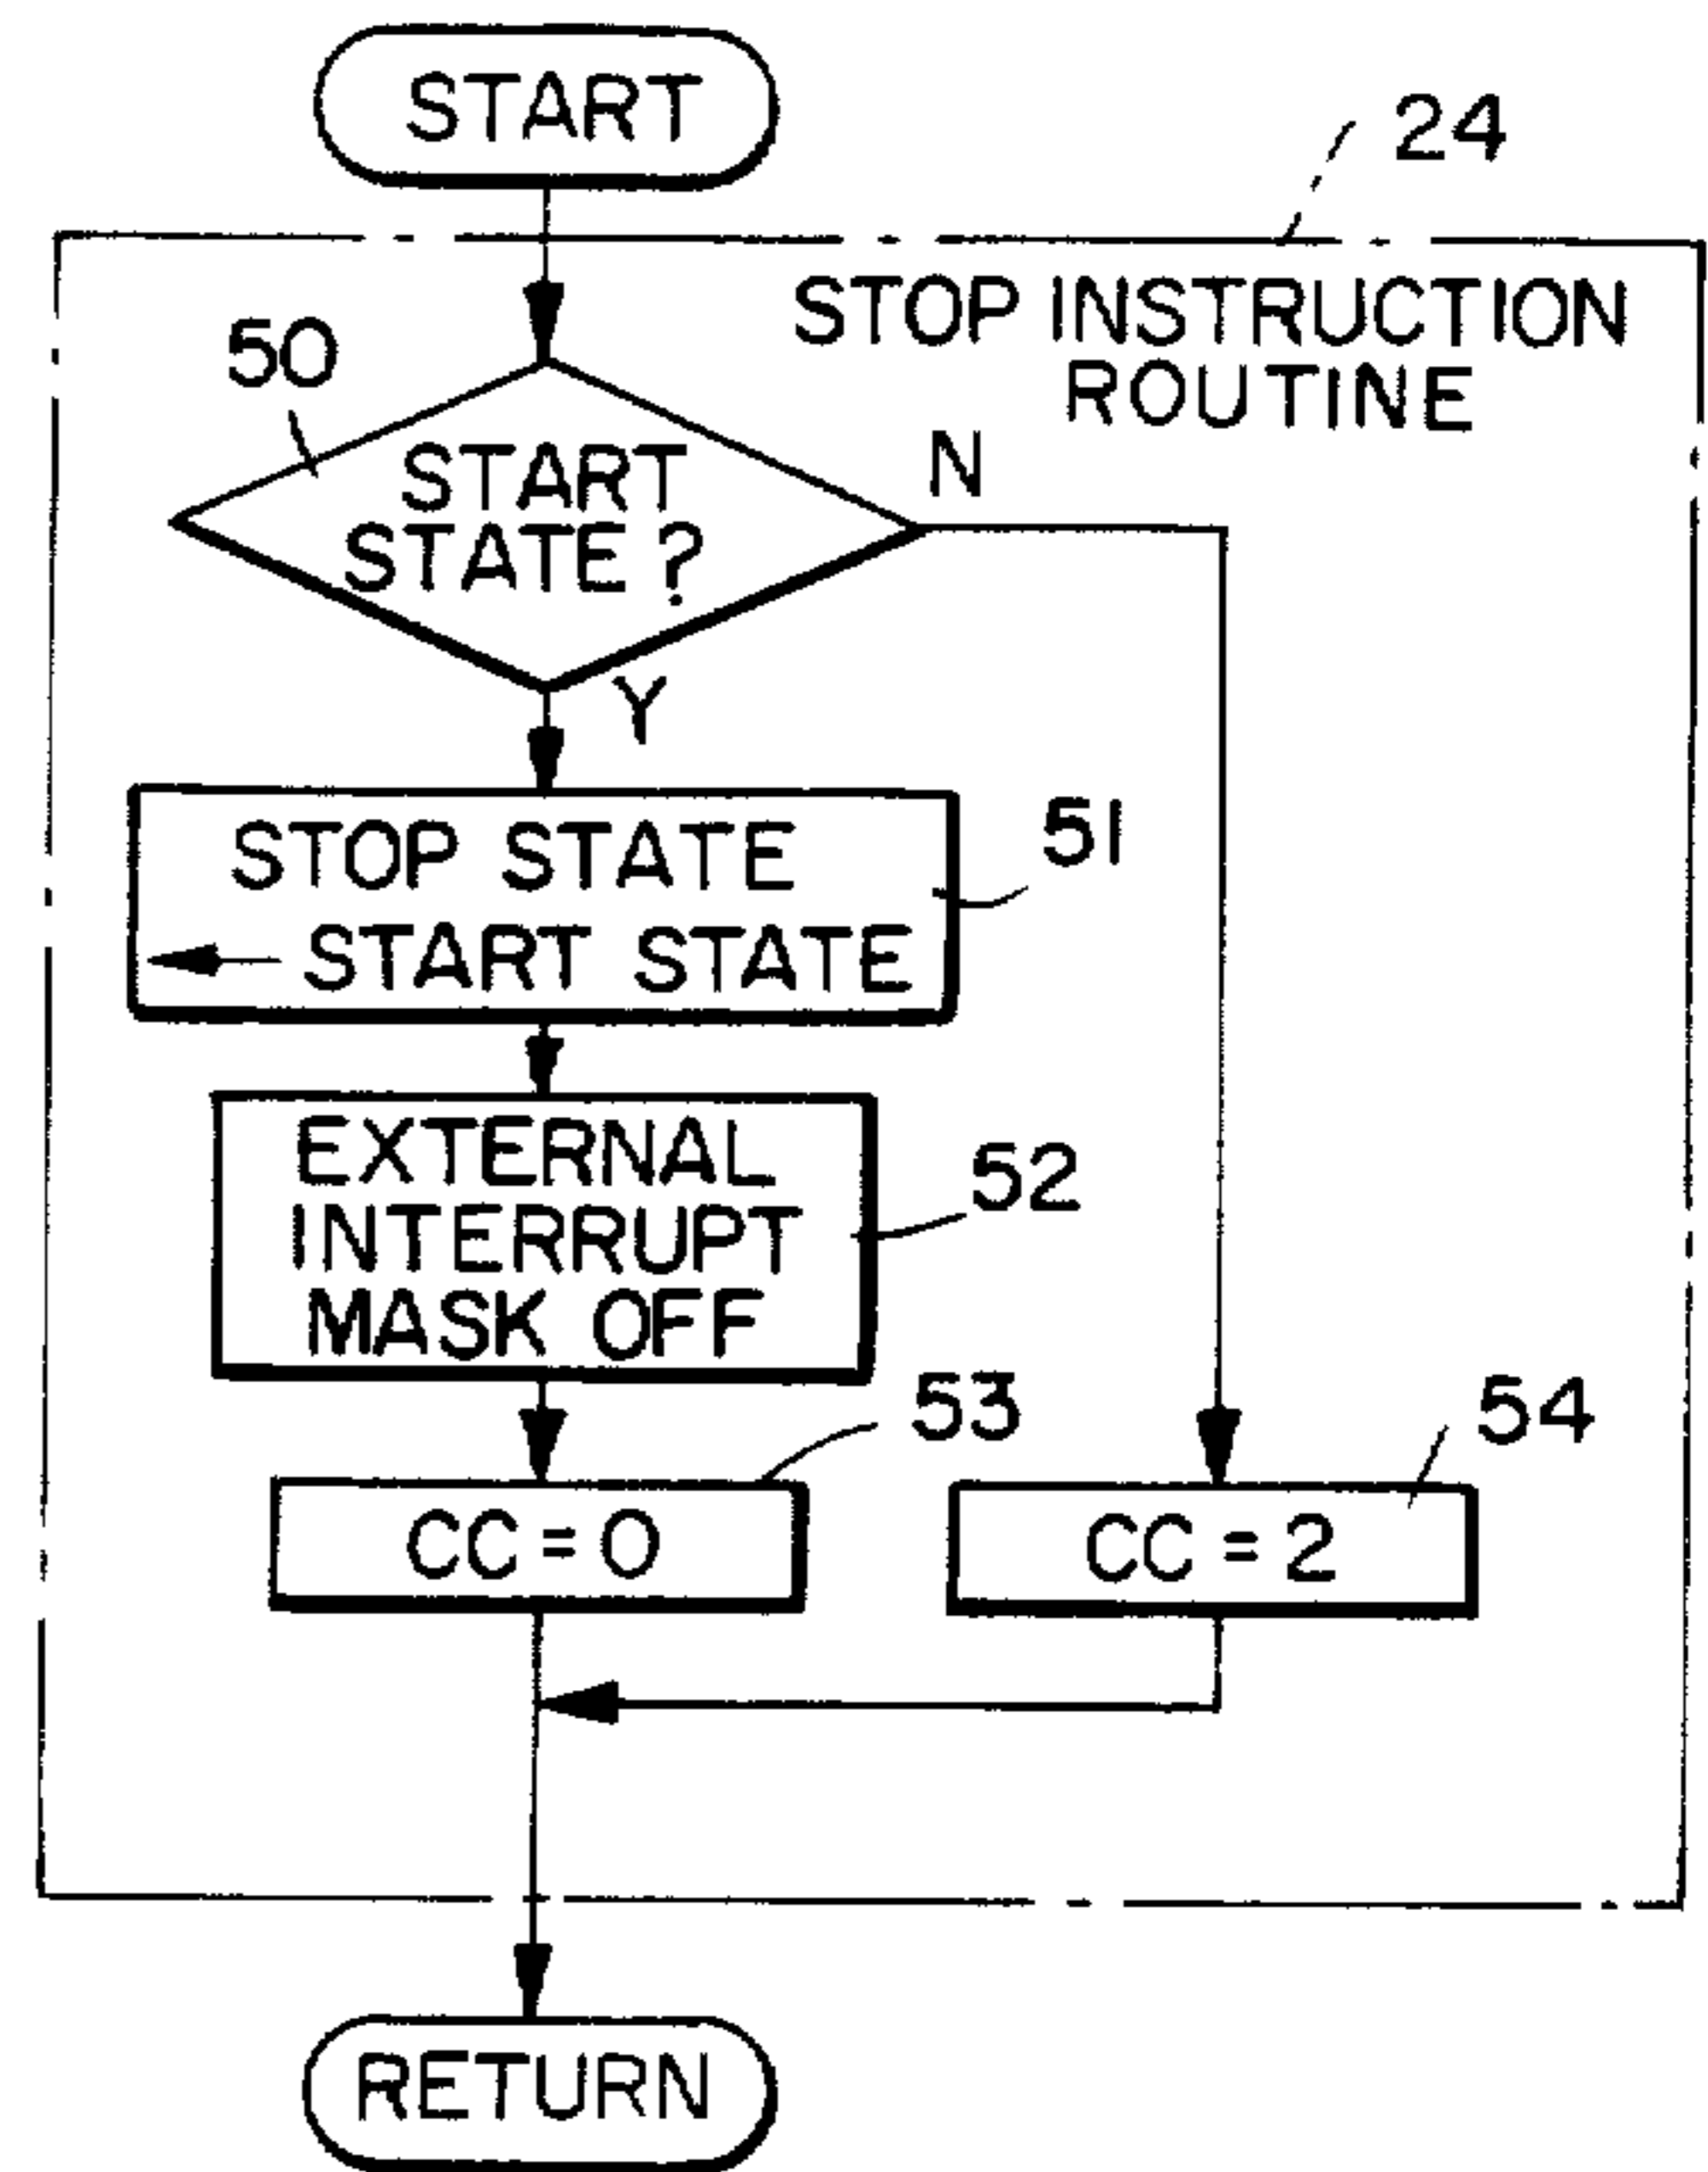 START
24
STOP INSTRUCTION
ROUTINE
50
START
STATE?
N
Y
STOP STATE
← START STATE
51
EXTERNAL
INTERRUPT
MASK OFF
52
53
CC = 0
54
CC = 2
RETURN